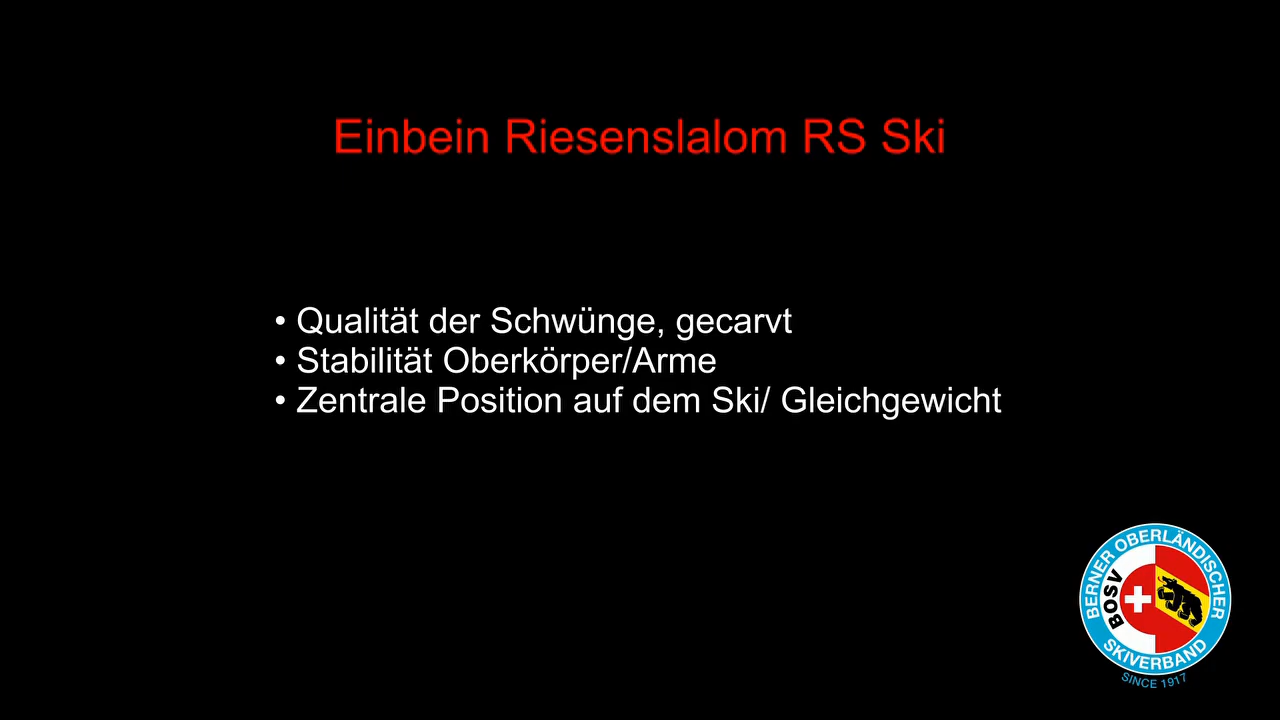 Einbein Riesenslalom RS Ski
• Qualität der Schwünge, gecarvt
• Stabilität Oberkörper/Arme
• Zentrale Position auf dem Ski/ Gleichgewicht
BERNER OBERLÄNDISCHER
BOSV
SKIVERBAND
SINCE 1917